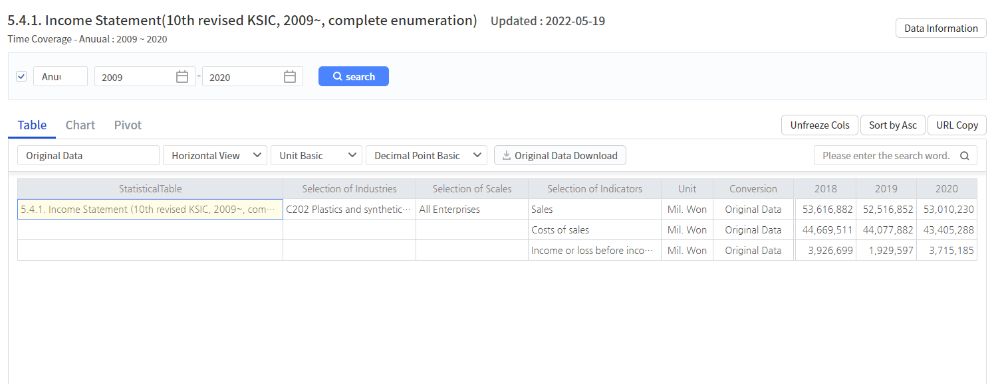 5.4.1. Income Statement(10th revised KSIC, 2009~, complete enumeration) Updated : 2022-05-19
Data Information
Time Coverage - Anuual : 2009 ~ 2020
Anu 2009 - 2020 search
Table Chart Pivot Unfreeze Cols Sort by Asc URL Copy
Original Data Horizontal View Unit Basic Decimal Point Basic Original Data Download Please enter the search word.
StatisticalTable Selection of Industries Selection of Scales Selection of Indicators Unit Conversion 2018 2019 2020
5.4.1. Income Statement (10th revised KSIC, 2009~, com··· C202 Plastics and synthetic··· All Enterprises Sales Mil. Won Original Data 53,616,882 52,516,852 53,010,230
Costs of sales Mil. Won Original Data 44,669,511 44,077,882 43,405,288
Income or loss before inco··· Mil. Won Original Data 3,926,699 1,929,597 3,715,185